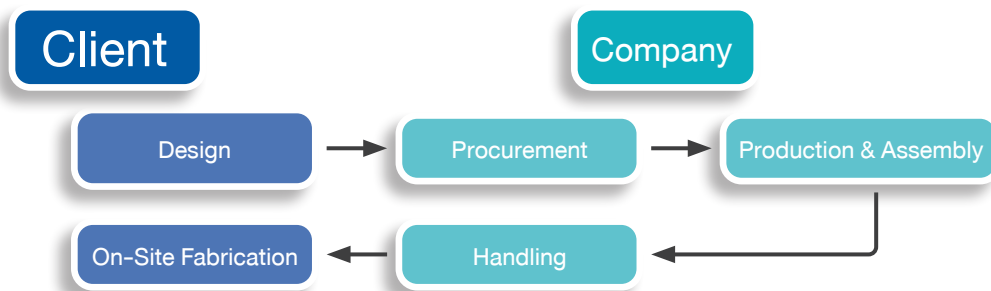 Client
Company
Design
Procurement
Production & Assembly
On-Site Fabrication
Handling